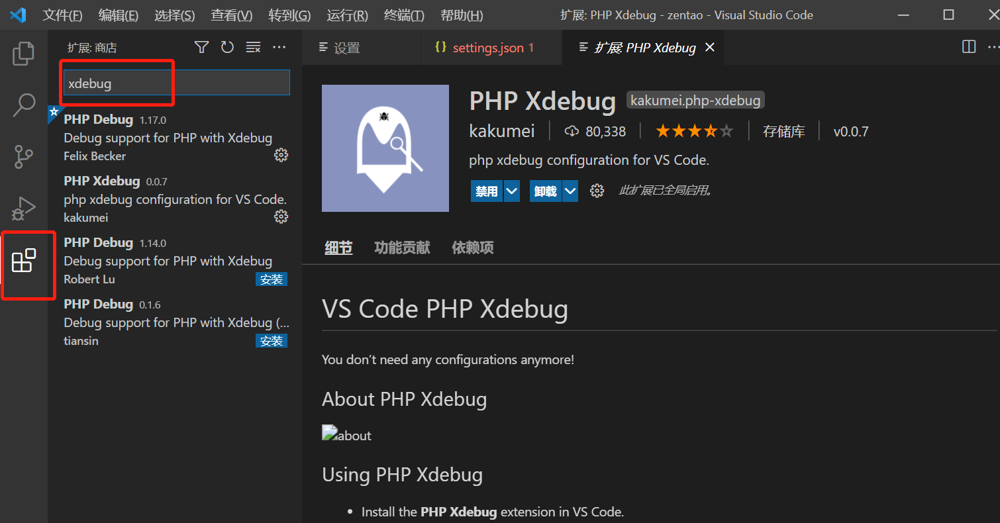 文件(F) 编辑(E) 选择(S) 查看(V) 转到(G) 运行(R) 终端(T) 帮助(H) 扩展: PHP Xdebug - zentao - Visual Studio Code
扩展: 商店
xdebug
PHP Debug 1.17.0
Debug support for PHP with Xdebug
Felix Becker
PHP Xdebug 0.0.7
php xdebug configuration for VS Code.
kakumei
PHP Debug 1.14.0
Debug support for PHP with Xdebug
Robert Lu 安装
PHP Debug 0.1.6
Debug support for PHP with Xdebug (...
tiansin 安装
设置 {} settings.json 1 扩展: PHP Xdebug
PHP Xdebug kakumei.php-xdebug
kakumei 80,338 存储库 v0.0.7
php xdebug configuration for VS Code.
禁用 卸载 此扩展已全局启用。
细节 功能贡献 依赖项
VS Code PHP Xdebug
You don’t need any configurations anymore!
About PHP Xdebug
about
Using PHP Xdebug
• Install the PHP Xdebug extension in VS Code.